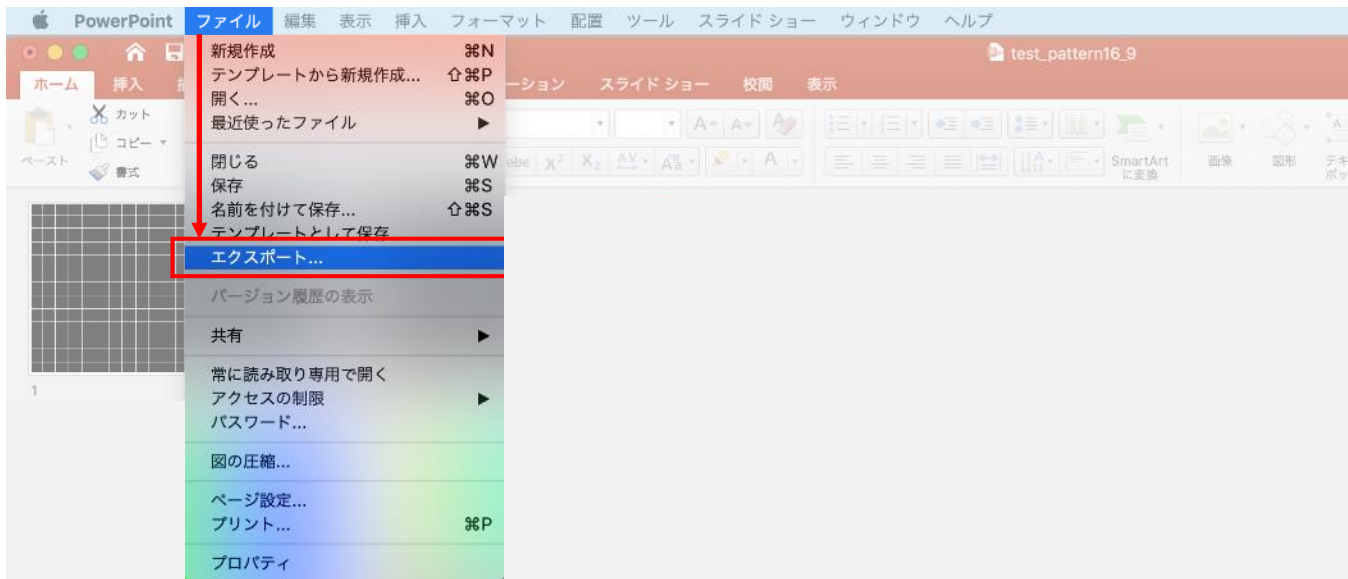 PowerPoint ファイル 編集 表示 挿入 フォーマット 配置 ツール スライド ショー ウィンドウ ヘルプ
test_pattern16_9
ホーム 挿入 ーション スライド ショー 校閲 表示
ペースト
カット
コピー
書式
abe X² X₂ AV Aa A
A A
SmartArt
に変換
画像
図形
新規作成 ⌘N
テンプレートから新規作成... ⇧⌘P
開く... ⌘O
最近使ったファイル ▶
閉じる ⌘W
保存 ⌘S
名前を付けて保存... ⇧⌘S
テンプレートとして保存
エクスポート...
バージョン履歴の表示
共有 ▶
常に読み取り専用で開く
アクセスの制限 ▶
パスワード...
図の圧縮...
ページ設定...
プリント... ⌘P
プロパティ
1